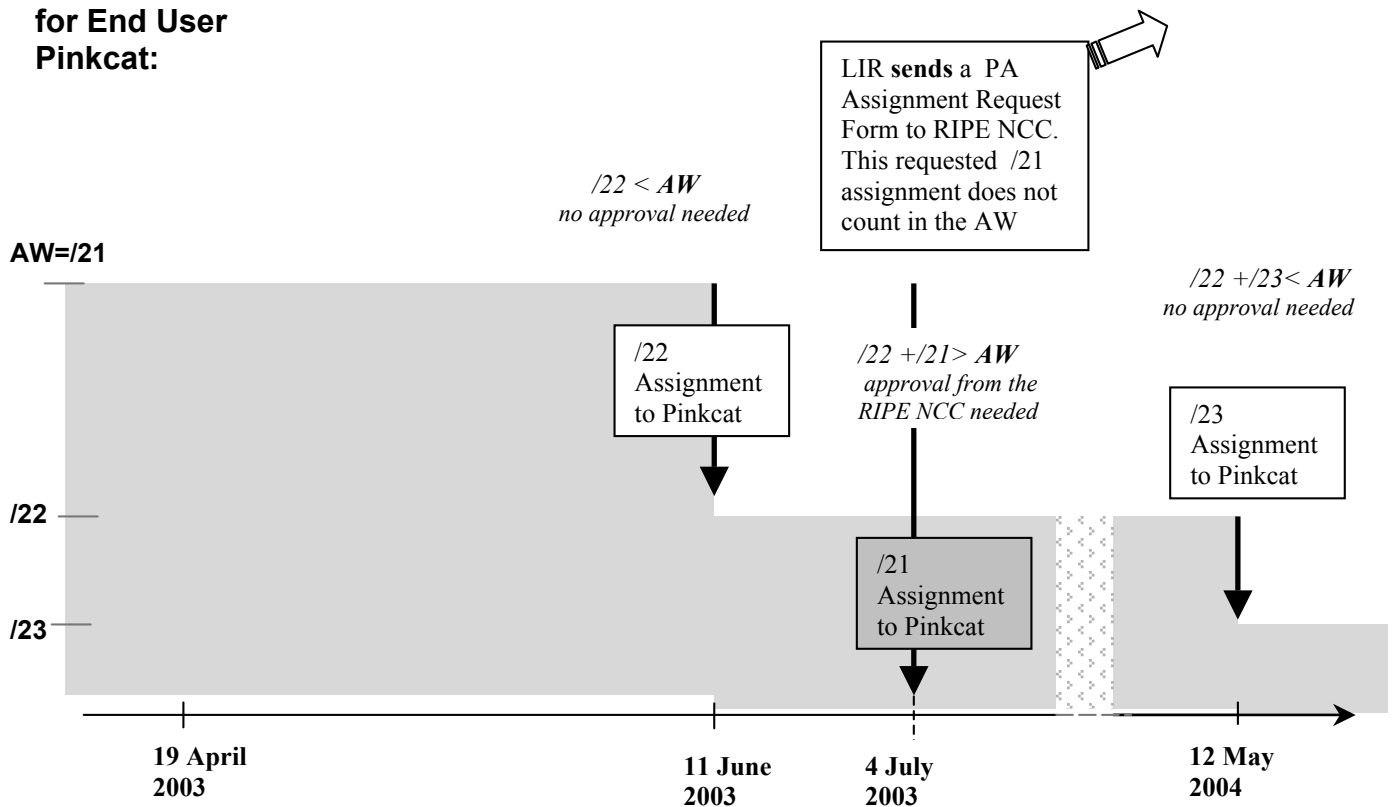 for End User
Pinkcat:
LIR sends a PA
Assignment Request
Form to RIPE NCC.
This requested /21
assignment does not
count in the AW
/22 < AW
no approval needed
AW=/21
/22 +/23< AW
no approval needed
/22
Assignment
to Pinkcat
/22 +/21> AW
approval from the
RIPE NCC needed
/23
Assignment
to Pinkcat
/22
/21
Assignment
to Pinkcat
/23
19 April
2003
11 June
2003
4 July
2003
12 May
2004